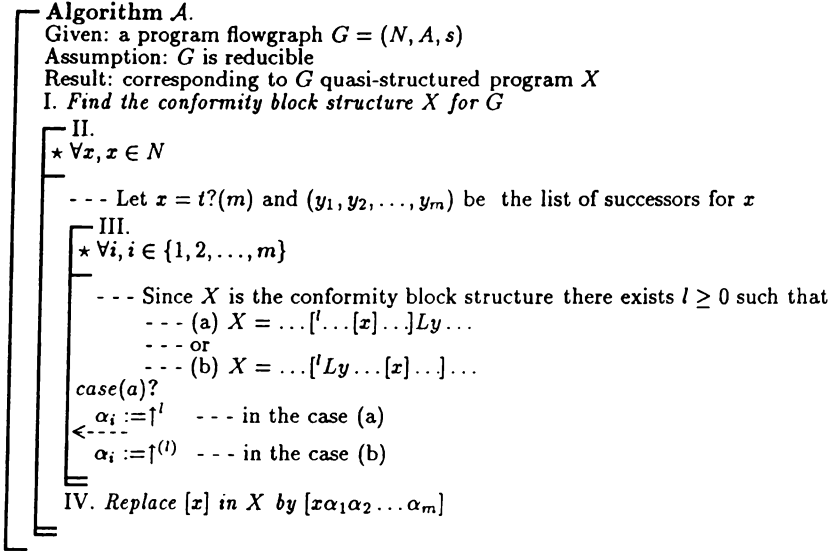 Algorithm 𝒜.
Given: a program flowgraph G = (N, A, s)
Assumption: G is reducible
Result: corresponding to G quasi-structured program X
I. Find the conformity block structure X for G
II.
⋆ ∀x, x ∈ N
- - - Let x = t?(m) and (y₁, y₂, . . . , yₘ) be the list of successors for x
III.
⋆ ∀i, i ∈ {1, 2, . . . , m}
- - - Since X is the conformity block structure there exists l ≥ 0 such that
- - - (a) X = . . . [ˡ . . . [x] . . .]Ly . . .
- - - or
- - - (b) X = . . . [ˡLy . . . [x] . . .] . . .
case(a)?
αᵢ :=↑ˡ - - - in the case (a)
<- - - - -
αᵢ :=↑⁽ˡ⁾ - - - in the case (b)
IV. Replace [x] in X by [xα₁α₂ . . . αₘ]